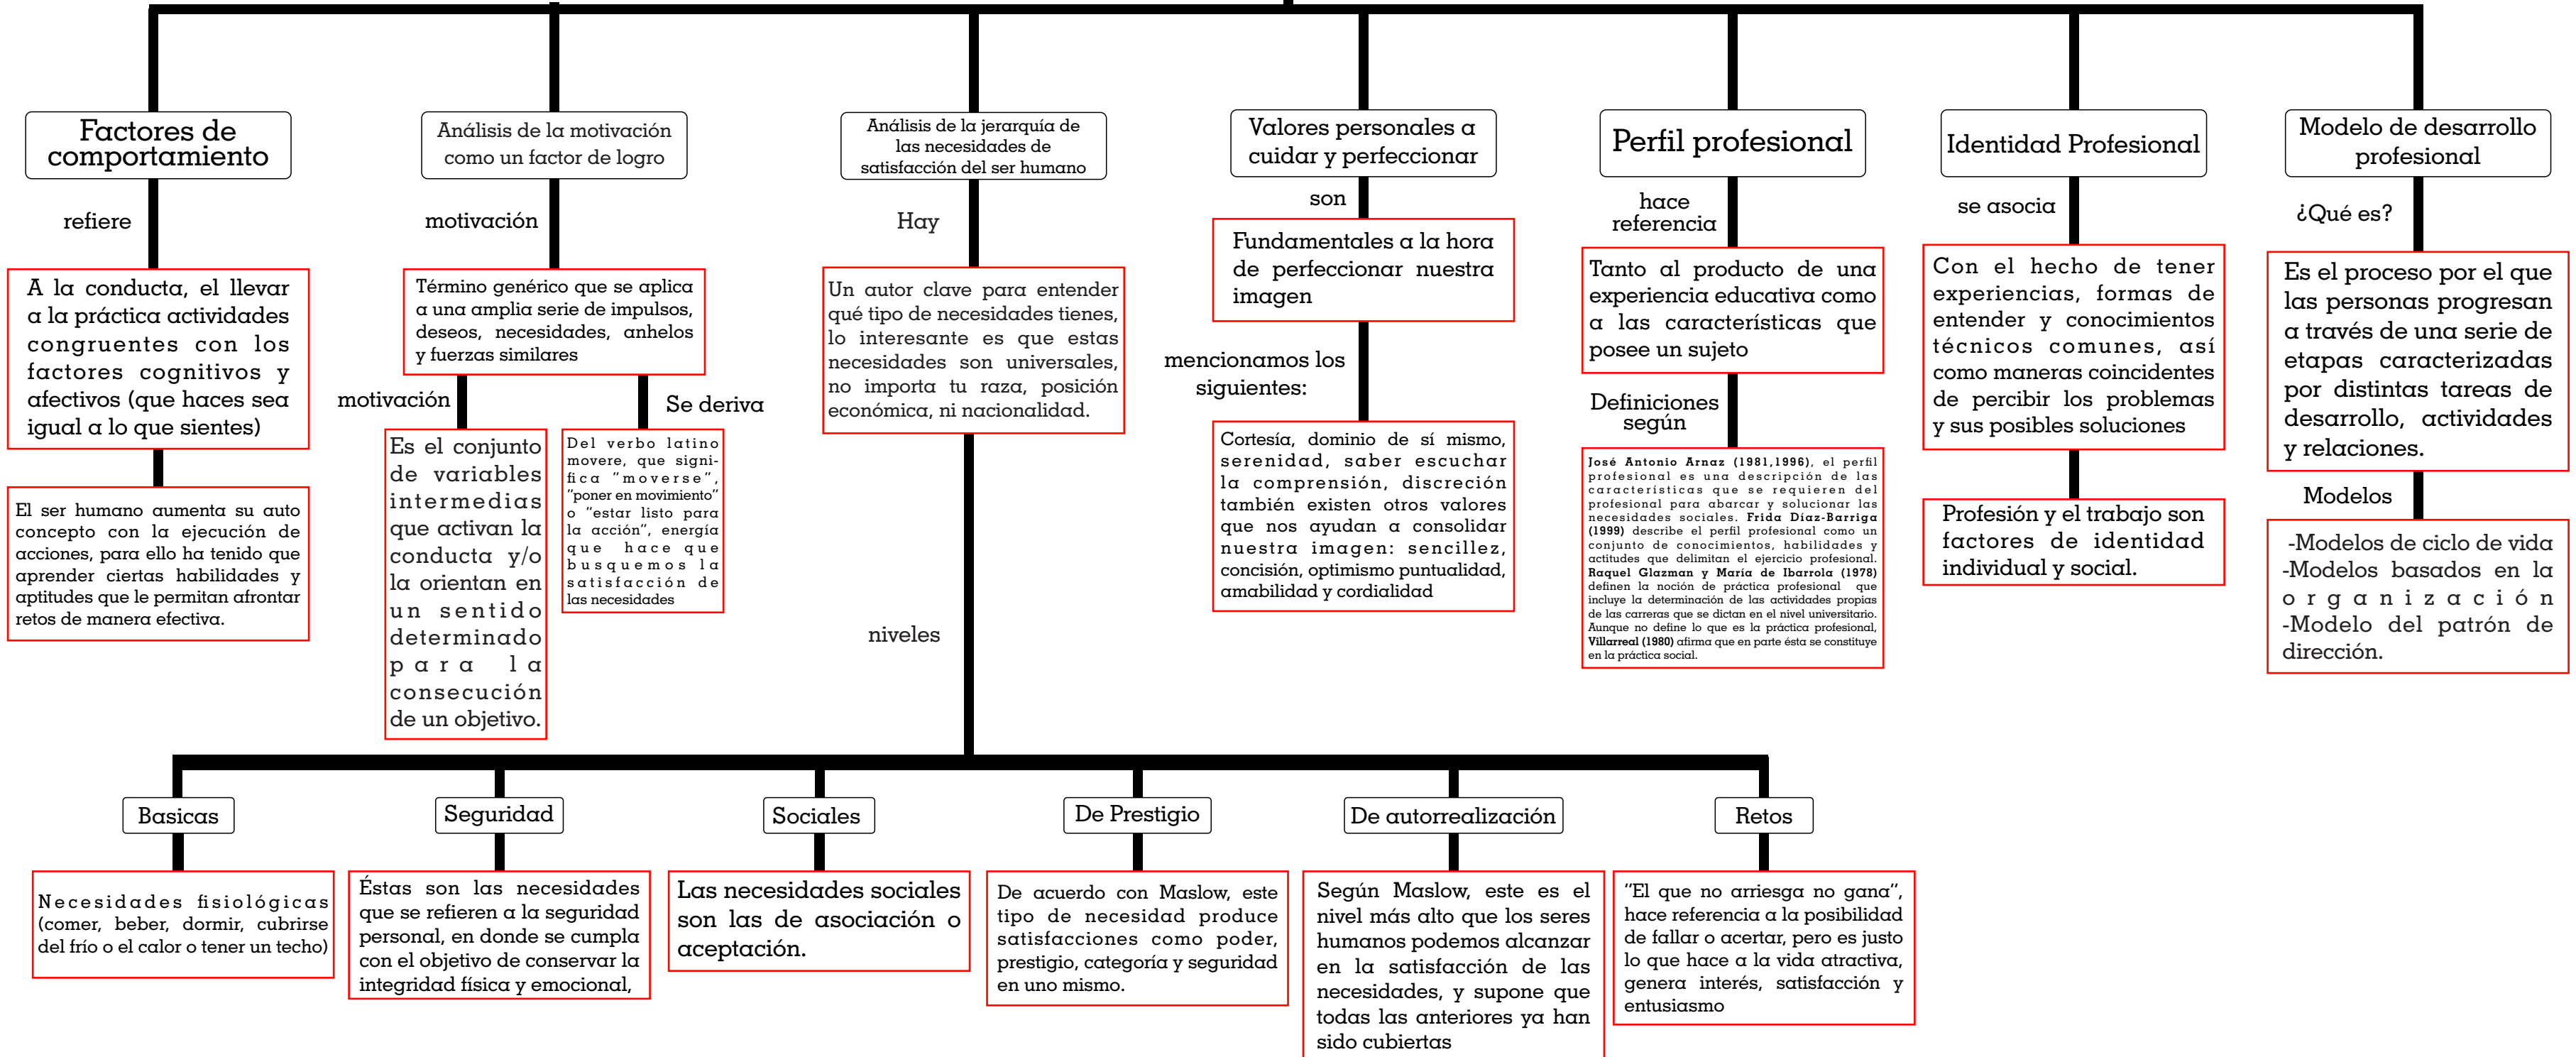 Factores de
comportamiento
refiere
A la conducta, el llevar
a la práctica actividades
congruentes con los
factores cognitivos y
afectivos (que haces sea
igual a lo que sientes)
El ser humano aumenta su auto
concepto con la ejecución de
acciones, para ello ha tenido que
aprender ciertas habilidades y
aptitudes que le permitan afrontar
retos de manera efectiva.
Análisis de la motivación
como un factor de logro
motivación
Término genérico que se aplica
a una amplia serie de impulsos,
deseos, necesidades, anhelos
y fuerzas similares
motivación
Es el conjunto
de variables
intermedias
que activan la
conducta y/o
la orientan en
un sentido
determinado
para la
consecución
de un objetivo.
Se deriva
Del verbo latino
movere, que signi-
fica "moverse",
"poner en movimiento"
o "estar listo para
la acción", energía
que hace que
busquemos la
satisfacción de
las necesidades
Análisis de la jerarquía de
las necesidades de
satisfacción del ser humano
Hay
Un autor clave para entender
qué tipo de necesidades tienes,
lo interesante es que estas
necesidades son universales,
no importa tu raza, posición
económica, ni nacionalidad.
niveles
Valores personales a
cuidar y perfeccionar
son
Fundamentales a la hora
de perfeccionar nuestra
imagen
mencionamos los
siguientes:
Cortesía, dominio de sí mismo,
serenidad, saber escuchar
la comprensión, discreción
también existen otros valores
que nos ayudan a consolidar
nuestra imagen: sencillez,
concisión, optimismo puntualidad,
amabilidad y cordialidad
Perfil profesional
hace
referencia
Tanto al producto de una
experiencia educativa como
a las características que
posee un sujeto
Definiciones
según
José Antonio Arnaz (1981,1996), el perfil
profesional es una descripción de las
características que se requieren del
profesional para abarcar y solucionar las
necesidades sociales. Frida Díaz-Barriga
(1999) describe el perfil profesional como un
conjunto de conocimientos, habilidades y
actitudes que delimitan el ejercicio profesional.
Raquel Glazman y María de Ibarrola (1978)
definen la noción de práctica profesional que
incluye la determinación de las actividades propias
de las carreras que se dictan en el nivel universitario.
Aunque no define lo que es la práctica profesional,
Villarreal (1980) afirma que en parte ésta se constituye
en la práctica social.
Identidad Profesional
se asocia
Con el hecho de tener
experiencias, formas de
entender y conocimientos
técnicos comunes, así
como maneras coincidentes
de percibir los problemas
y sus posibles soluciones
Profesión y el trabajo son
factores de identidad
individual y social.
Modelo de desarrollo
profesional
¿Qué es?
Es el proceso por el que
las personas progresan
a través de una serie de
etapas caracterizadas
por distintas tareas de
desarrollo, actividades
y relaciones.
Modelos
-Modelos de ciclo de vida
-Modelos basados en la
organización
-Modelo del patrón de
dirección.
Basicas
Necesidades fisiológicas
(comer, beber, dormir, cubrirse
del frío o el calor o tener un techo)
Seguridad
Éstas son las necesidades
que se refieren a la seguridad
personal, en donde se cumpla
con el objetivo de conservar la
integridad física y emocional,
Sociales
Las necesidades sociales
son las de asociación o
aceptación.
De Prestigio
De acuerdo con Maslow, este
tipo de necesidad produce
satisfacciones como poder,
prestigio, categoría y seguridad
en uno mismo.
De autorrealización
Según Maslow, este es el
nivel más alto que los seres
humanos podemos alcanzar
en la satisfacción de las
necesidades, y supone que
todas las anteriores ya han
sido cubiertas
Retos
"El que no arriesga no gana",
hace referencia a la posibilidad
de fallar o acertar, pero es justo
lo que hace a la vida atractiva,
genera interés, satisfacción y
entusiasmo